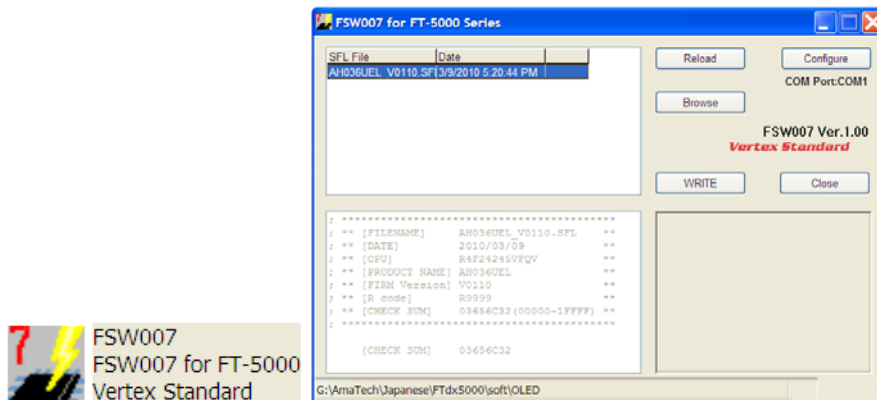 FSW007 for FT-5000 Series
SFL File Date
AH036UEL_V0110.SFl 3/9/2010 5:20:44 PM
Reload Configure
COM Port:COM1
Browse
FSW007 Ver.1.00
Vertex Standard
WRITE Close
; ******************************************
; ** [FILENAME] AH036UEL_V0110.SFL **
; ** [DATE] 2010/03/09 **
; ** [CPU] R4F24245VFQV **
; ** [PRODUCT NAME] AH036UEL **
; ** [FIRM Version] V0110 **
; ** [R code] R9999 **
; ** [CHECK SUM] 03656C32(00000-1FFFF) **
; ******************************************
[CHECK SUM] 03656C32
G:\AmaTech\Japanese\FTdx5000\soft\OLED
7
FSW007
FSW007 for FT-5000
Vertex Standard